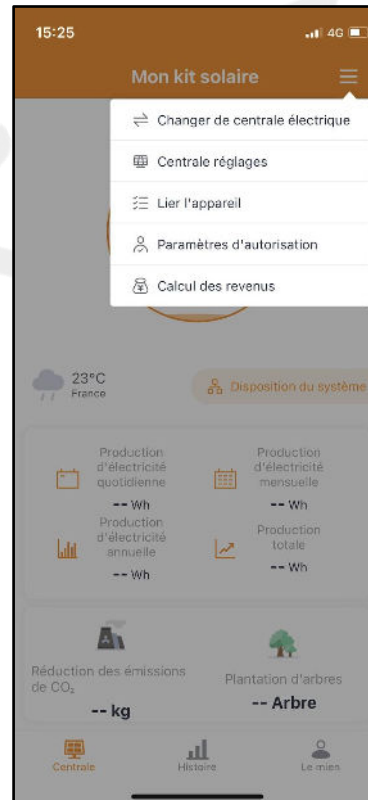 15:25
4G
Mon kit solaire
Changer de centrale électrique
Centrale réglages
Lier l'appareil
Paramètres d'autorisation
Calcul des revenus
23°C
France
Disposition du système
Production
d'électricité
quotidienne
-- Wh
Production
d'électricité
mensuelle
-- Wh
Production
d'électricité
annuelle
-- Wh
Production
totale
-- Wh
Réduction des émissions
de CO₂
-- kg
Plantation d'arbres
-- Arbre
Centrale
Histoire
Le mien